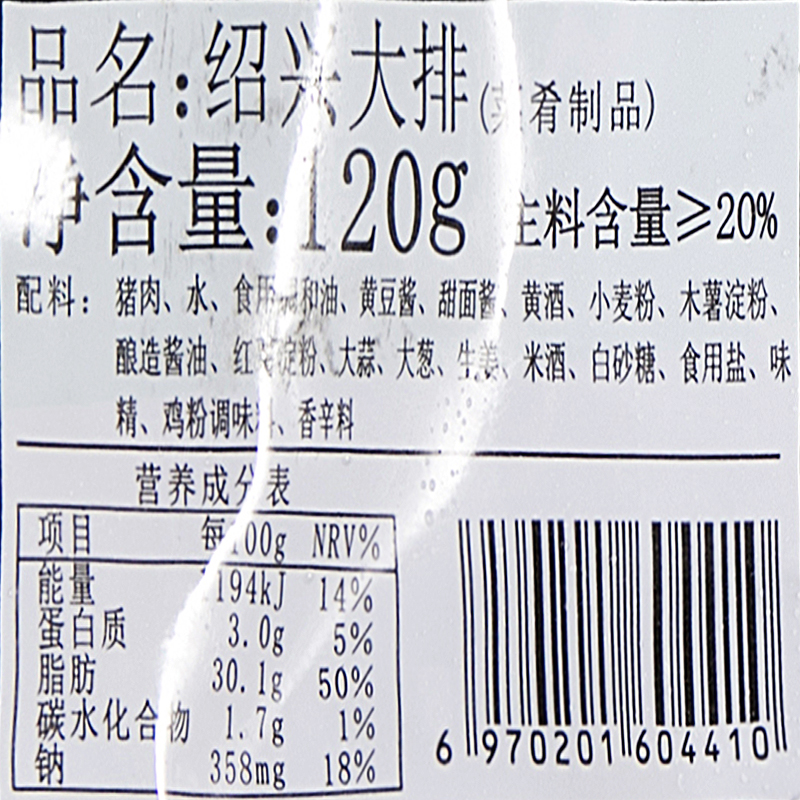 品名:绍兴大排(菜肴制品)
净含量:120g 主料含量≥20%
配料: 猪肉、水、食用调和油、黄豆酱、甜面酱、黄酒、小麦粉、木薯淀粉、
酿造酱油、红薯淀粉、大蒜、大葱、生姜、米酒、白砂糖、食用盐、味
精、鸡粉调味料、香辛料
营养成分表
项目 每100g NRV%
能量 194kJ 14%
蛋白质 3.0g 5%
脂肪 30.1g 50%
碳水化合物 1.7g 1%
钠 358mg 18%
6 970201 604410